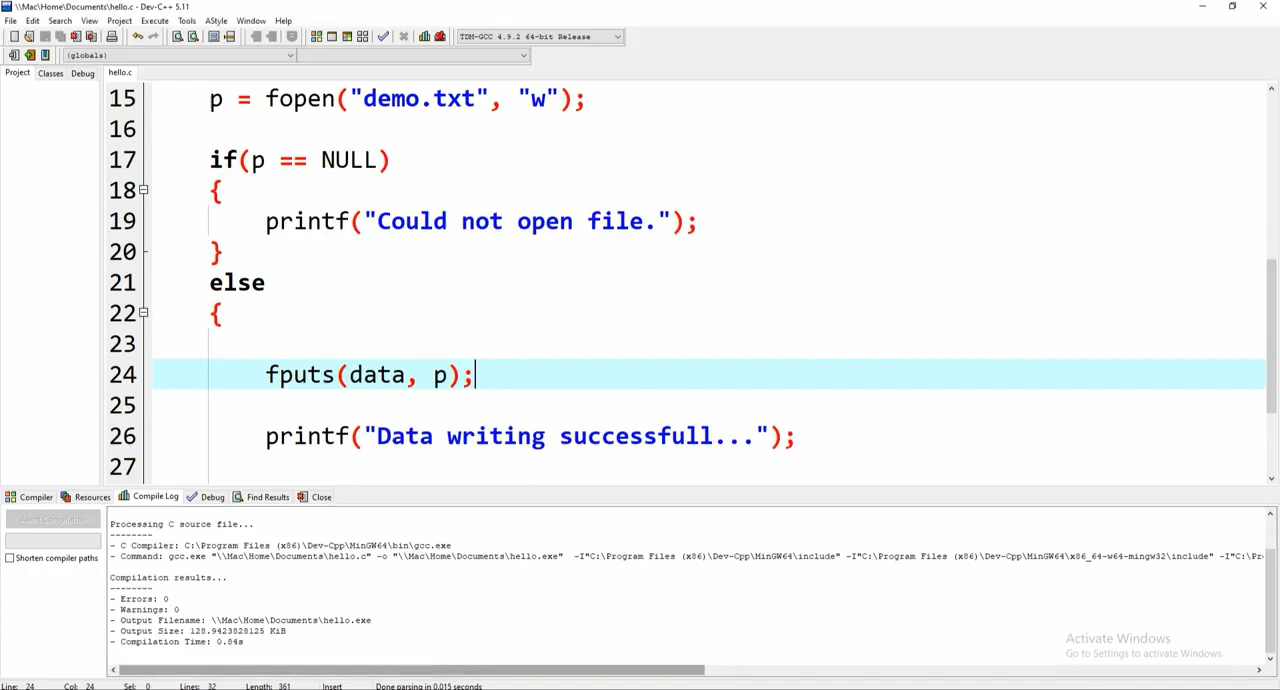 \\Mac\Home\Documents\hello.c - Dev-C++ 5.11
File Edit Search View Project Execute Tools AStyle Window Help
TDM-GCC 4.9.2 64-bit Release
(globals)
Project Classes Debug hello.c
15 p = fopen("demo.txt", "w");
16
17 if(p == NULL)
18 {
19 printf("Could not open file.");
20 }
21 else
22 {
23
24 fputs(data, p);
25
26 printf("Data writing successfull...");
27
Compiler Resources Compile Log Debug Find Results Close
Abort Compilation
Shorten compiler paths
Processing C source file...
--------
- C Compiler: C:\Program Files (x86)\Dev-Cpp\MinGW64\bin\gcc.exe
- Command: gcc.exe "\\Mac\Home\Documents\hello.c" -o "\\Mac\Home\Documents\hello.exe" -I"C:\Program Files (x86)\Dev-Cpp\MinGW64\include" -I"C:\Program Files (x86)\Dev-Cpp\MinGW64\x86_64-w64-mingw32\include" -I"C:\Pr
Compilation results...
--------
- Errors: 0
- Warnings: 0
- Output Filename: \\Mac\Home\Documents\hello.exe
- Output Size: 128.9423828125 KiB
- Compilation Time: 0.84s
Activate Windows
Go to Settings to activate Windows.
Line: 24 Col: 24 Sel: 0 Lines: 32 Length: 361 Insert Done parsing in 0.015 seconds